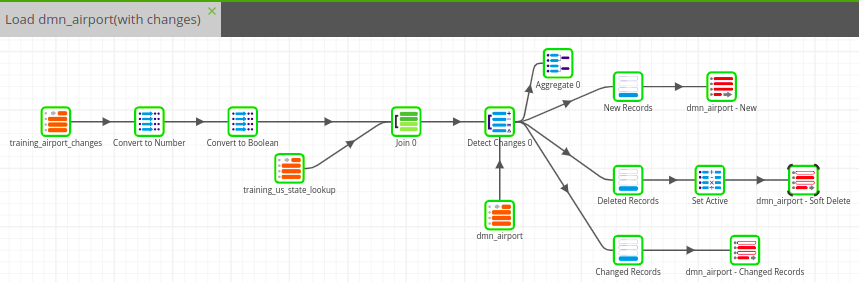 Load dmn_airport(with changes)
Aggregate 0
New Records
dmn_airport - New
training_airport_changes
Convert to Number
Convert to Boolean
Join 0
Detect Changes 0
training_us_state_lookup
Deleted Records
Set Active
dmn_airport - Soft Delete
dmn_airport
Changed Records
dmn_airport - Changed Records